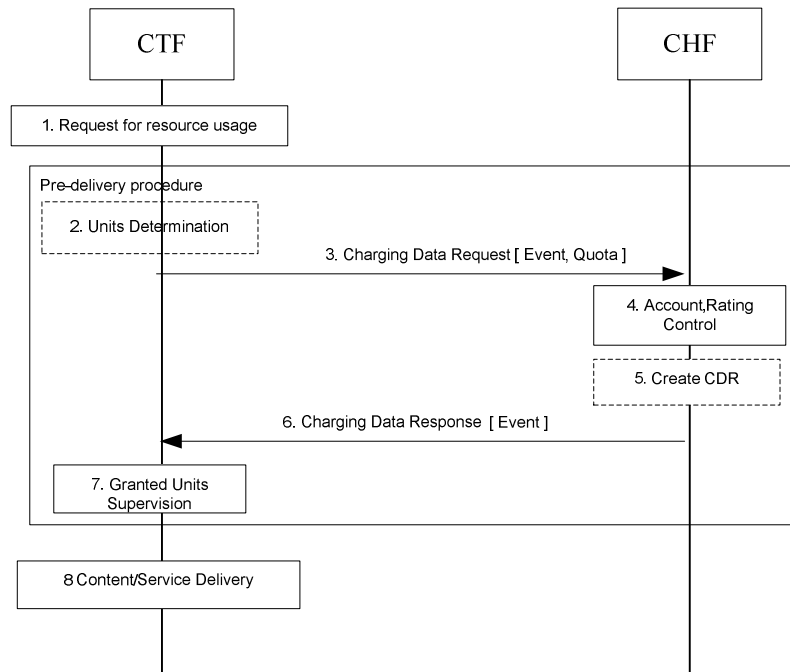 CTF
CHF
1. Request for resource usage
Pre-delivery procedure
2. Units Determination
3. Charging Data Request [ Event, Quota ]
4. Account,Rating
Control
5. Create CDR
6. Charging Data Response [ Event ]
7. Granted Units
Supervision
8 Content/Service Delivery